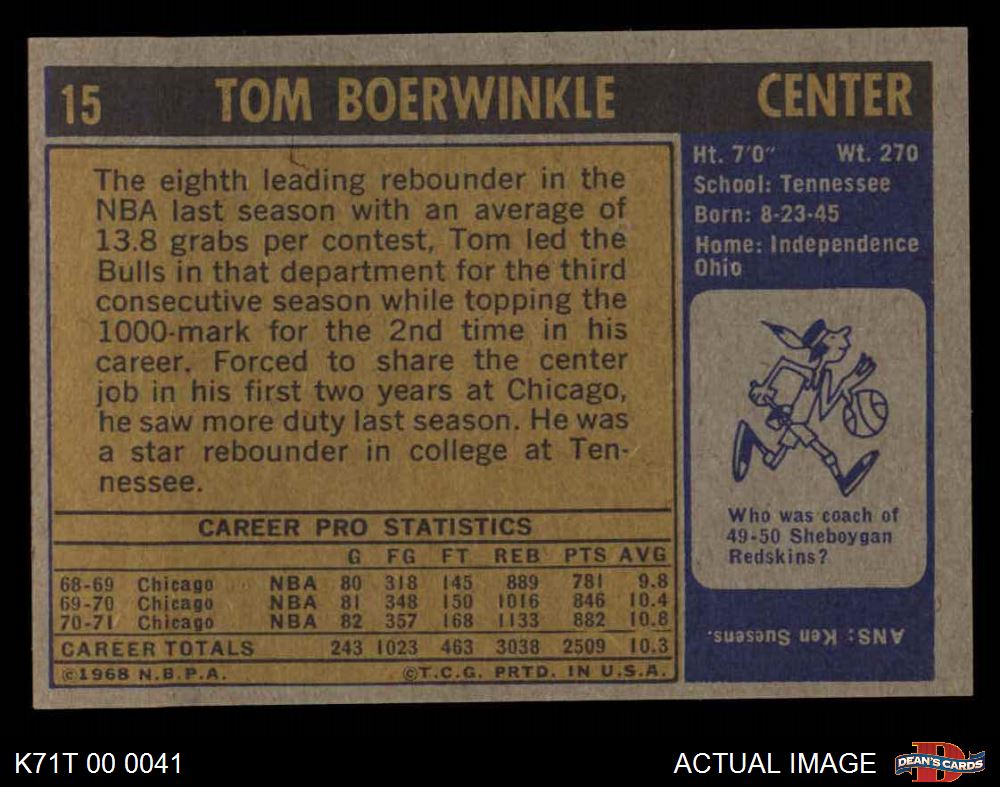 15 TOM BOERWINKLE CENTER
The eighth leading rebounder in the
NBA last season with an average of
13.8 grabs per contest, Tom led the
Bulls in that department for the third
consecutive season while topping the
1000-mark for the 2nd time in his
career. Forced to share the center
job in his first two years at Chicago,
he saw more duty last season. He was
a star rebounder in college at Ten-
nessee.
CAREER PRO STATISTICS
G FG FT REB PTS AVG
68-69 Chicago NBA 80 318 145 889 781 9.8
69-70 Chicago NBA 81 348 150 1016 846 10.4
70-71 Chicago NBA 82 357 168 1133 882 10.8
CAREER TOTALS 243 1023 463 3038 2509 10.3
©1968 N.B.P.A. ©T.C.G. PRTD. IN U.S.A.
Ht. 7'0" Wt. 270
School: Tennessee
Born: 8-23-45
Home: Independence
Ohio
Who was coach of
49-50 Sheboygan
Redskins?
ANS: Ken Suesens.
K71T 00 0041 ACTUAL IMAGE
DEAN'S CARDS